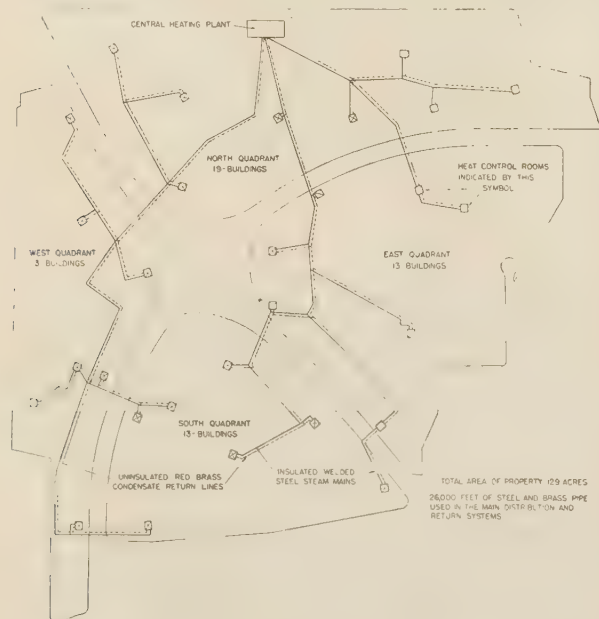 CENTRAL HEATING PLANT
NORTH QUADRANT
19-BUILDINGS
HEAT CONTROL ROOMS
INDICATED BY THIS
SYMBOL
WEST QUADRANT
3 BUILDINGS
EAST QUADRANT
13 BUILDINGS
SOUTH QUADRANT
13-BUILDINGS
UNINSULATED RED BRASS
CONDENSATE RETURN LINES
INSULATED WELDED
STEEL STEAM MAINS
TOTAL AREA OF PROPERTY 129 ACRES
26,000 FEET OF STEEL AND BRASS PIPE
USED IN THE MAIN DISTRIBUTION AND
RETURN SYSTEMS